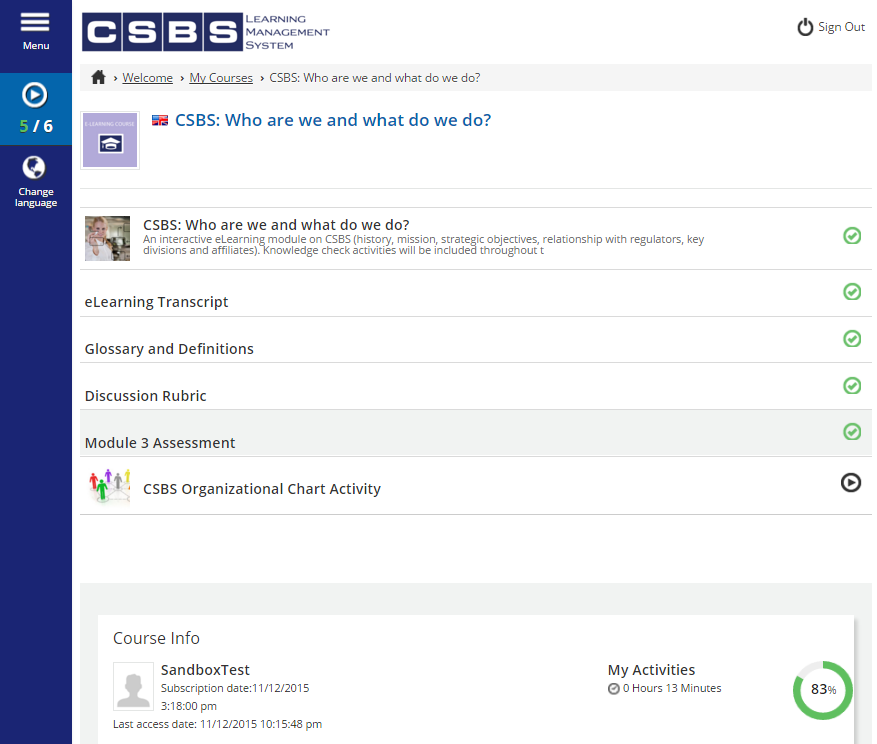 Menu
5 / 6
Change
language
CSBS
LEARNING
MANAGEMENT
SYSTEM
Sign Out
› Welcome › My Courses › CSBS: Who are we and what do we do?
E-LEARNING COURSE
CSBS: Who are we and what do we do?
CSBS: Who are we and what do we do?
An interactive eLearning module on CSBS (history, mission, strategic objectives, relationship with regulators, key
divisions and affiliates). Knowledge check activities will be included throughout t
eLearning Transcript
Glossary and Definitions
Discussion Rubric
Module 3 Assessment
CSBS Organizational Chart Activity
Course Info
SandboxTest
Subscription date:11/12/2015
3:18:00 pm
Last access date: 11/12/2015 10:15:48 pm
My Activities
0 Hours 13 Minutes
83%